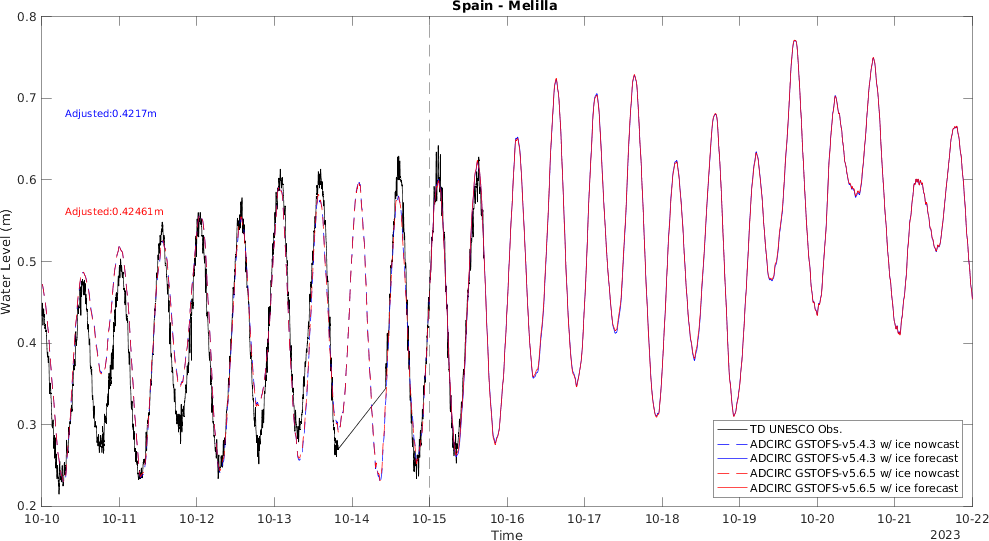 Spain - Melilla
0.8
0.7
0.6
0.5
0.4
0.3
0.2
Water Level (m)
Adjusted:0.4217m
Adjusted:0.42461m
TD UNESCO Obs.
ADCIRC GSTOFS-v5.4.3 w/ ice nowcast
ADCIRC GSTOFS-v5.4.3 w/ ice forecast
ADCIRC GSTOFS-v5.6.5 w/ ice nowcast
ADCIRC GSTOFS-v5.6.5 w/ ice forecast
10-10 10-11 10-12 10-13 10-14 10-15 10-16 10-17 10-18 10-19 10-20 10-21 10-22
Time
2023